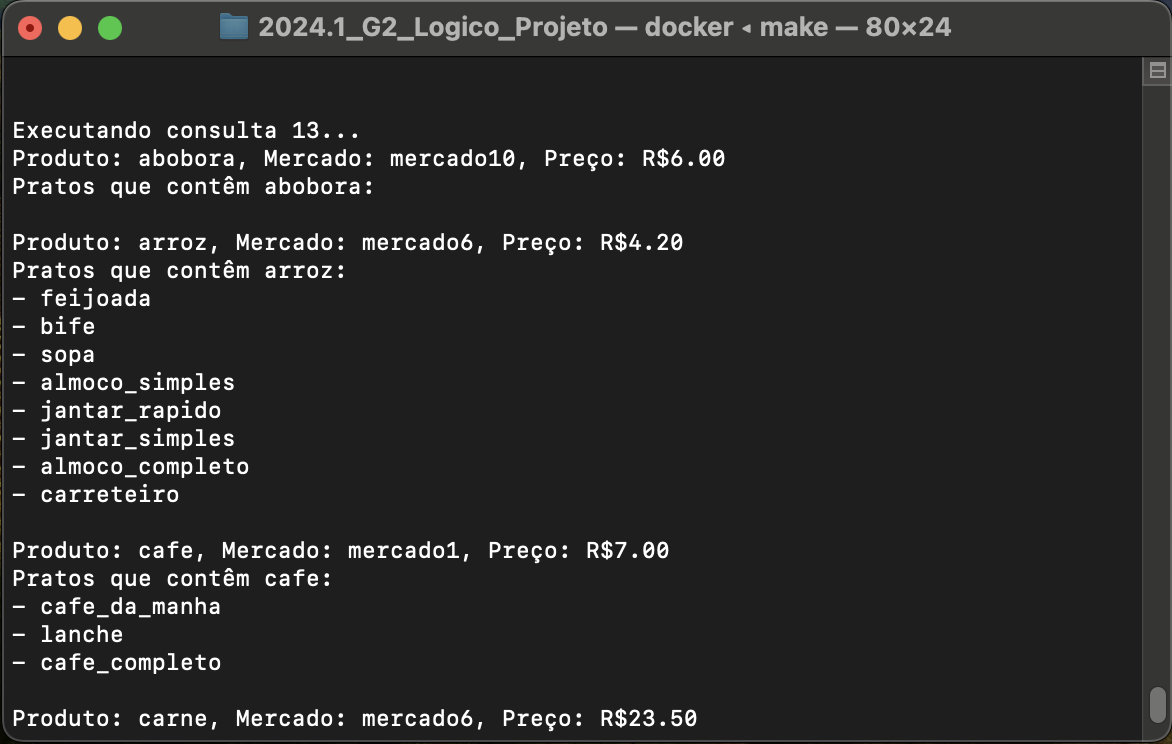 2024.1_G2_Logico_Projeto — docker ◂ make — 80×24
Executando consulta 13...
Produto: abobora, Mercado: mercado10, Preço: R$6.00
Pratos que contêm abobora:
Produto: arroz, Mercado: mercado6, Preço: R$4.20
Pratos que contêm arroz:
- feijoada
- bife
- sopa
- almoco_simples
- jantar_rapido
- jantar_simples
- almoco_completo
- carreteiro
Produto: cafe, Mercado: mercado1, Preço: R$7.00
Pratos que contêm cafe:
- cafe_da_manha
- lanche
- cafe_completo
Produto: carne, Mercado: mercado6, Preço: R$23.50